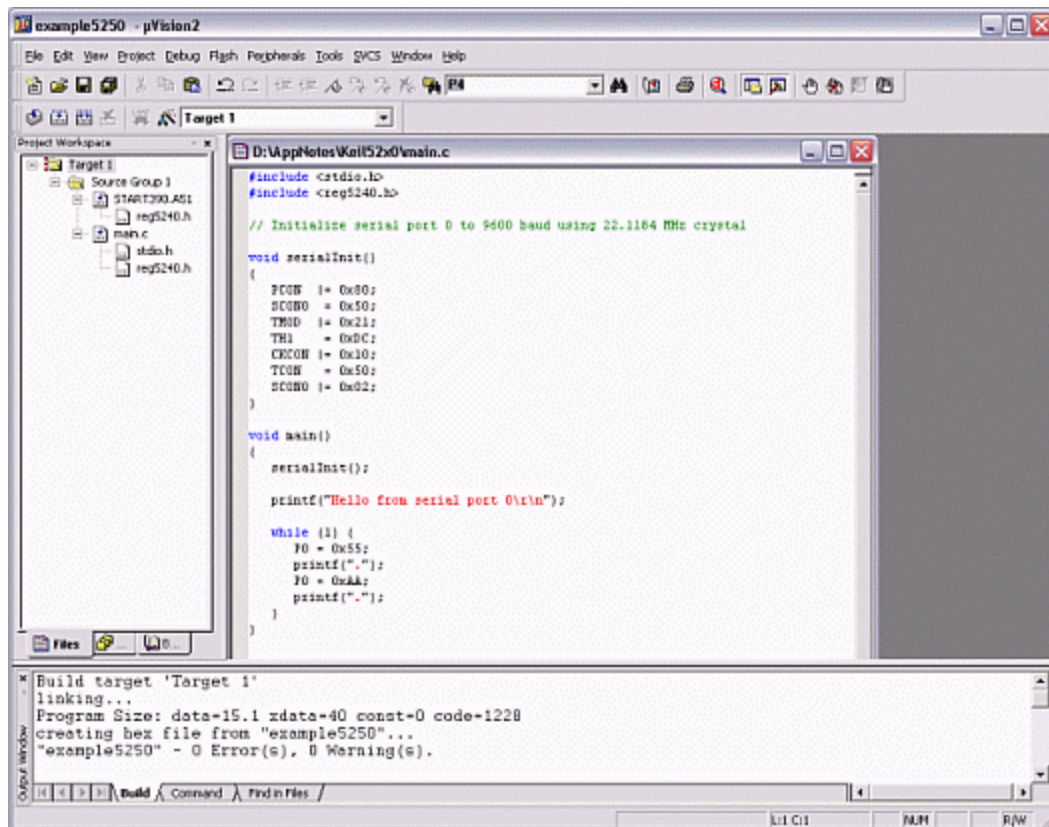 example5250 - µVision2
File Edit View Project Debug Flash Peripherals Tools SVCS Window Help
P4
Target 1
Project Workspace
Target 1
Source Group 1
START390.A51
reg5240.h
main.c
stdio.h
reg5240.h
Files
D:\AppNotes\Keil52x0\main.c
#include <stdio.h>
#include <reg5240.h>
// Initialize serial port 0 to 9600 baud using 22.1184 MHz crystal
void serialInit()
{
PCON |= 0x80;
SCON0 = 0x50;
TMOD |= 0x21;
TH1 = 0xDC;
CKCON |= 0x10;
TCON = 0x50;
SCON0 |= 0x02;
}
void main()
{
serialInit();
printf("Hello from serial port 0\r\n");
while (1) {
P0 = 0x55;
printf(".");
P0 = 0xAA;
printf(".");
}
}
Build target 'Target 1'
linking...
Program Size: data=15.1 xdata=40 const=0 code=1228
creating hex file from "example5250"...
"example5250" - 0 Error(s), 0 Warning(s).
Output Window
Build Command Find in Files
L:1 C:1 NUM R/W